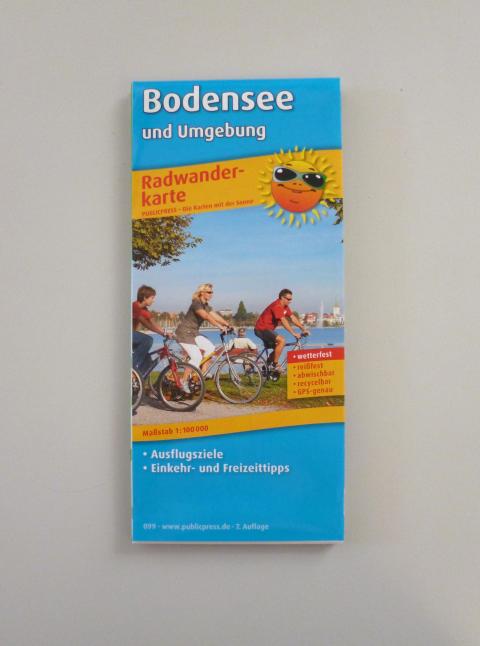 Bodensee
und Umgebung
Radwander-
karte
PUBLICPRESS - Die Karten mit der Sonne
• wetterfest
• reißfest
• abwischbar
• recycelbar
• GPS-genau
Maßstab 1:100 000
• Ausflugsziele
• Einkehr- und Freizeittipps
099 · www.publicpress.de · 7. Auflage